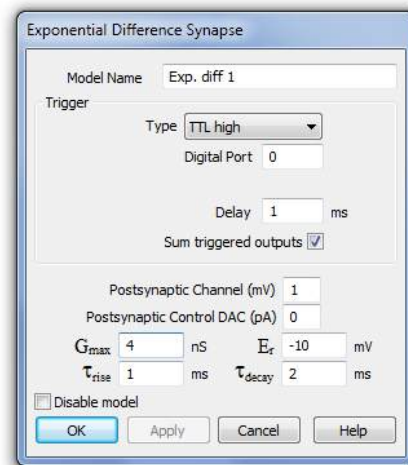 Exponential Difference Synapse
Model Name Exp. diff 1
Trigger
Type TTL high
Digital Port 0
Delay 1 ms
Sum triggered outputs
Postsynaptic Channel (mV) 1
Postsynaptic Control DAC (pA) 0
Gmax 4 nS Er -10 mV
τrise 1 ms τdecay 2 ms
Disable model
OK Apply Cancel Help